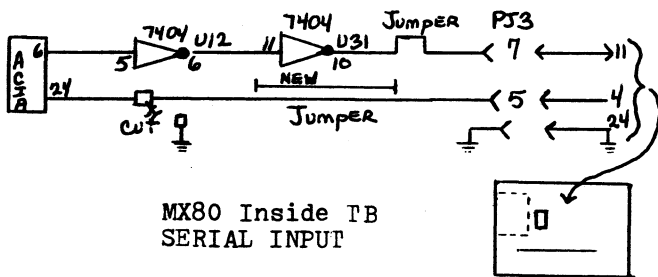 7404 7404 Jumper PJ3
ACIA 6 5 6 U12 11 10 U31 7 11
NEW
24 5 4
CUT Jumper
24
MX80 Inside TB
SERIAL INPUT